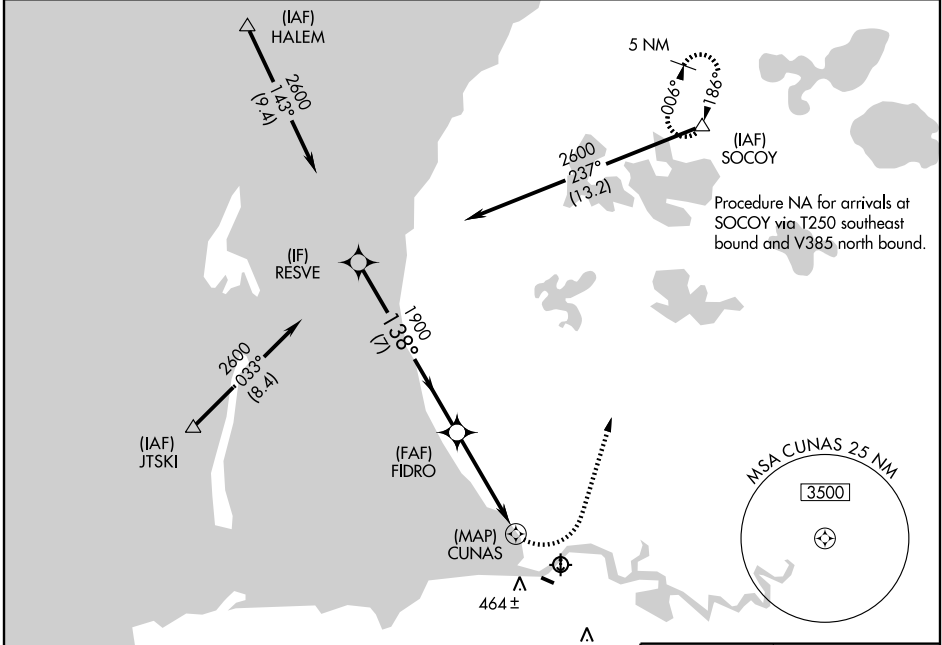 (IAF)
HALEM
2600
143°
(9.4)
5 NM
006°
186°
(IAF)
SOCOY
2600
237°
(13.2)
Procedure NA for arrivals at
SOCOY via T250 southeast
bound and V385 north bound.
(IF)
RESVE
1900
138°
(7)
2600
033°
(8.4)
(IAF)
JTSKI
(FAF)
FIDRO
(MAP)
CUNAS
464 ±
MSA CUNAS 25 NM
3500